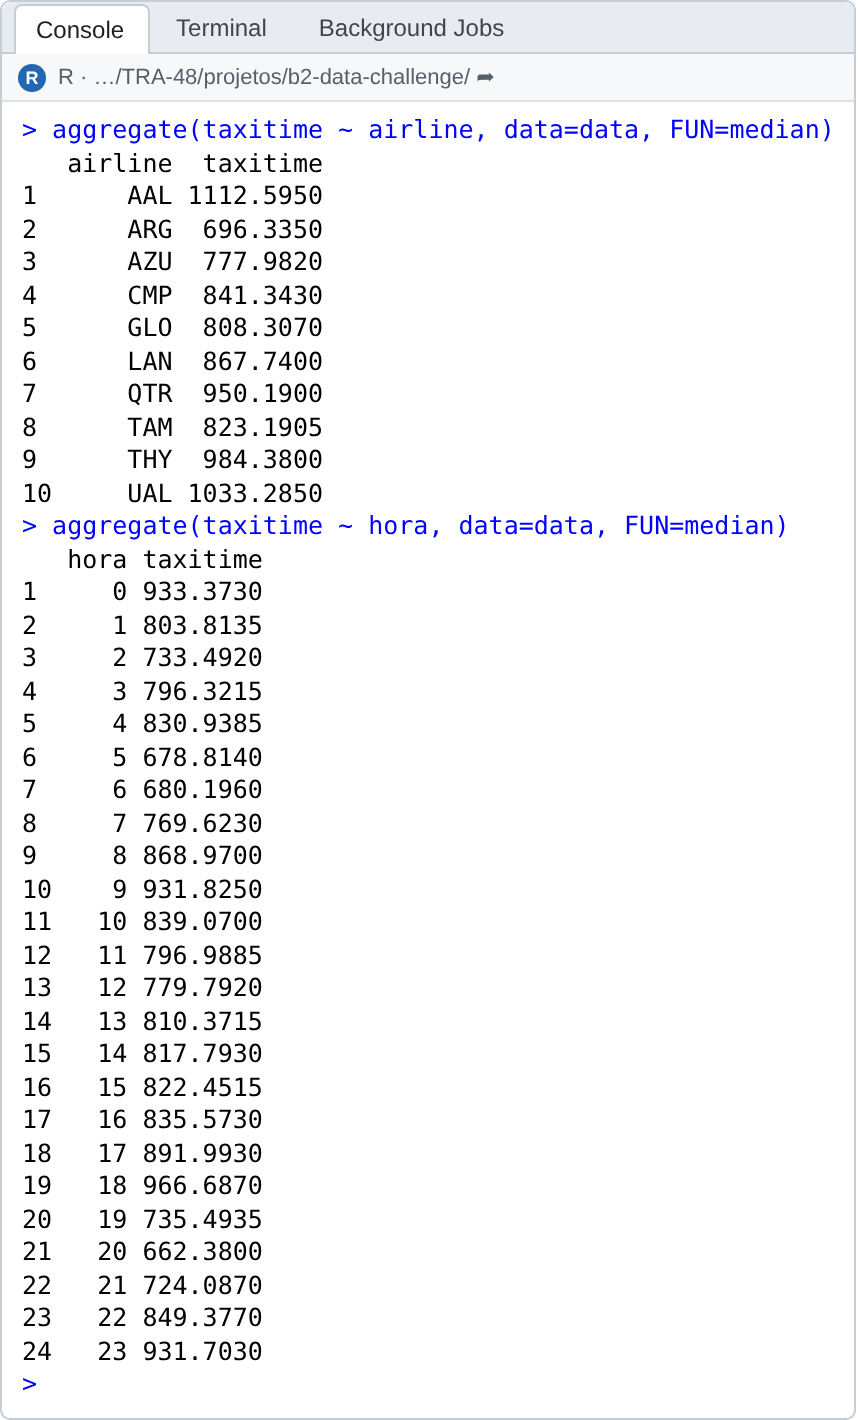 Console Terminal Background Jobs
R R · …/TRA-48/projetos/b2-data-challenge/ ➦
> aggregate(taxitime ~ airline, data=data, FUN=median)
   airline  taxitime
1      AAL 1112.5950
2      ARG  696.3350
3      AZU  777.9820
4      CMP  841.3430
5      GLO  808.3070
6      LAN  867.7400
7      QTR  950.1900
8      TAM  823.1905
9      THY  984.3800
10     UAL 1033.2850
> aggregate(taxitime ~ hora, data=data, FUN=median)
   hora taxitime
1     0 933.3730
2     1 803.8135
3     2 733.4920
4     3 796.3215
5     4 830.9385
6     5 678.8140
7     6 680.1960
8     7 769.6230
9     8 868.9700
10    9 931.8250
11   10 839.0700
12   11 796.9885
13   12 779.7920
14   13 810.3715
15   14 817.7930
16   15 822.4515
17   16 835.5730
18   17 891.9930
19   18 966.6870
20   19 735.4935
21   20 662.3800
22   21 724.0870
23   22 849.3770
24   23 931.7030
>